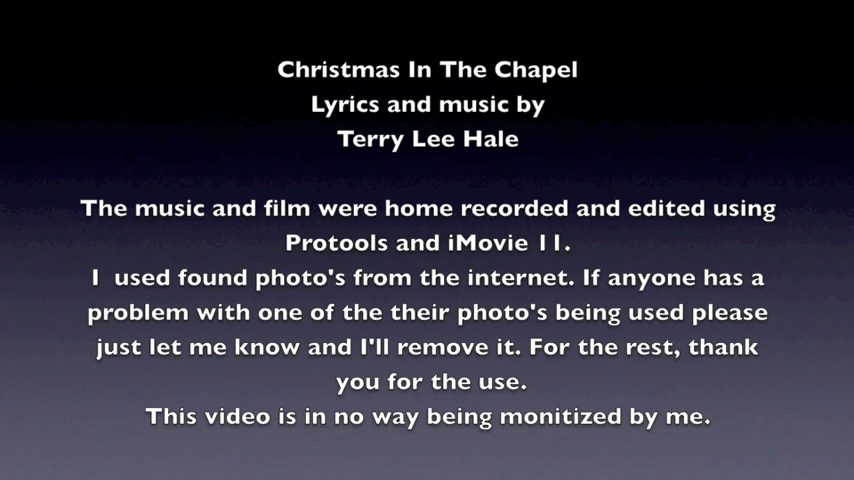 Christmas In The Chapel
Lyrics and music by
Terry Lee Hale
The music and film were home recorded and edited using
Protools and iMovie 11.
I  used found photo's from the internet. If anyone has a
problem with one of the their photo's being used please
just let me know and I'll remove it. For the rest, thank
you for the use.
This video is in no way being monitized by me.